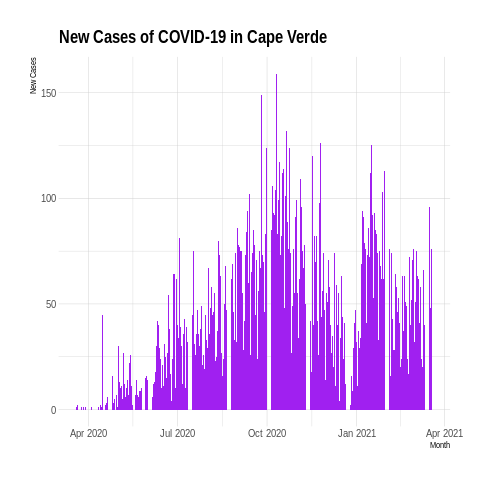 New Cases of COVID-19 in Cape Verde
New Cases
150
100
50
0
Apr 2020
Jul 2020
Oct 2020
Jan 2021
Apr 2021
Month